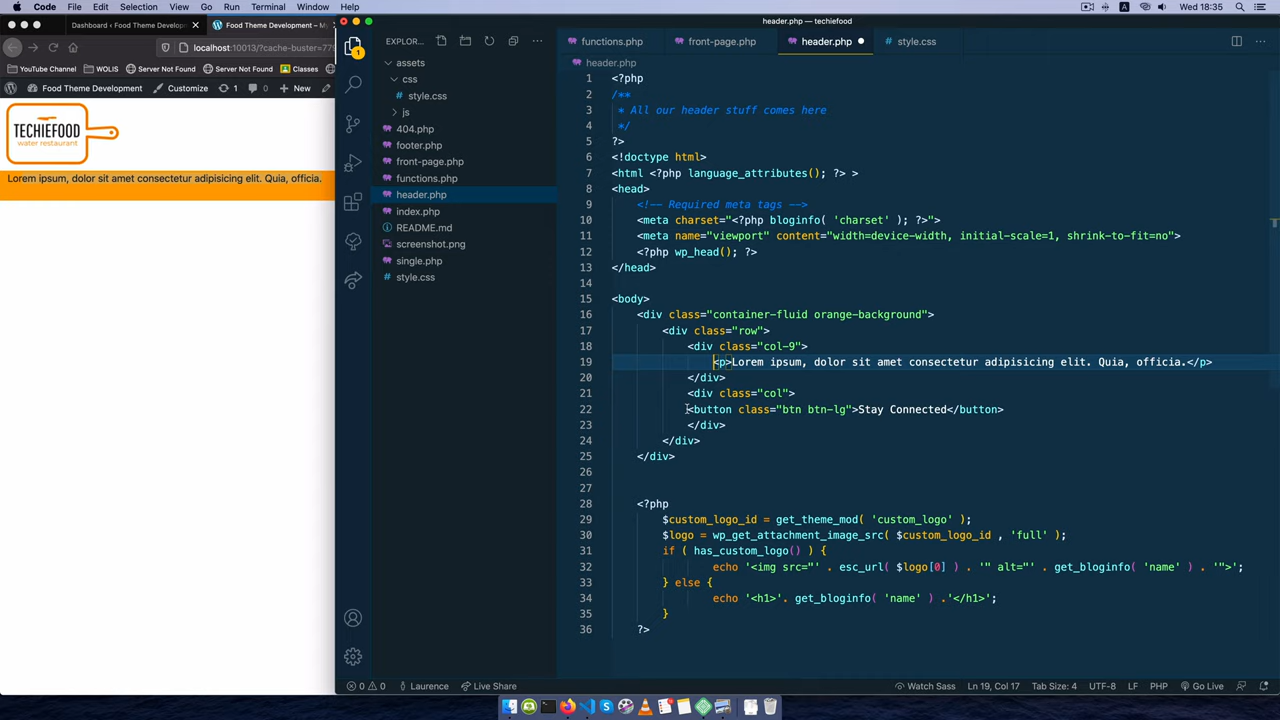 Code File Edit Selection View Go Run Terminal Window Help
A
Wed 18:35
Dashboard ‹ Food Theme Developm
Food Theme Development – My
localhost:10013/?cache-buster=779
YouTube Channel WOLIS Server Not Found Server Not Found Classes
Food Theme Development Customize 1 0 New
TECHIEFOOD
water restaurant
Lorem ipsum, dolor sit amet consectetur adipisicing elit. Quia, officia.
header.php — techiefood
EXPLOR...
1
assets
css
style.css
js
404.php
footer.php
front-page.php
functions.php
header.php
index.php
README.md
screenshot.png
single.php
style.css
functions.php front-page.php header.php style.css
header.php
1 <?php
2 /**
3 * All our header stuff comes here
4 */
5 ?>
6 <!doctype html>
7 <html <?php language_attributes(); ?> >
8 <head>
9 <!-- Required meta tags -->
10 <meta charset="<?php bloginfo( 'charset' ); ?>">
11 <meta name="viewport" content="width=device-width, initial-scale=1, shrink-to-fit=no">
12 <?php wp_head(); ?>
13 </head>
14
15 <body>
16 <div class="container-fluid orange-background">
17 <div class="row">
18 <div class="col-9">
19 <p>Lorem ipsum, dolor sit amet consectetur adipisicing elit. Quia, officia.</p>
20 </div>
21 <div class="col">
22 <button class="btn btn-lg">Stay Connected</button>
23 </div>
24 </div>
25 </div>
26
27
28 <?php
29 $custom_logo_id = get_theme_mod( 'custom_logo' );
30 $logo = wp_get_attachment_image_src( $custom_logo_id , 'full' );
31 if ( has_custom_logo() ) {
32 echo '<img src="' . esc_url( $logo[0] ) . '" alt="' . get_bloginfo( 'name' ) . '">';
33 } else {
34 echo '<h1>'. get_bloginfo( 'name' ) .'</h1>';
35 }
36 ?>
0 0 Laurence Live Share
Watch Sass Ln 19, Col 17 Tab Size: 4 UTF-8 LF PHP Go Live